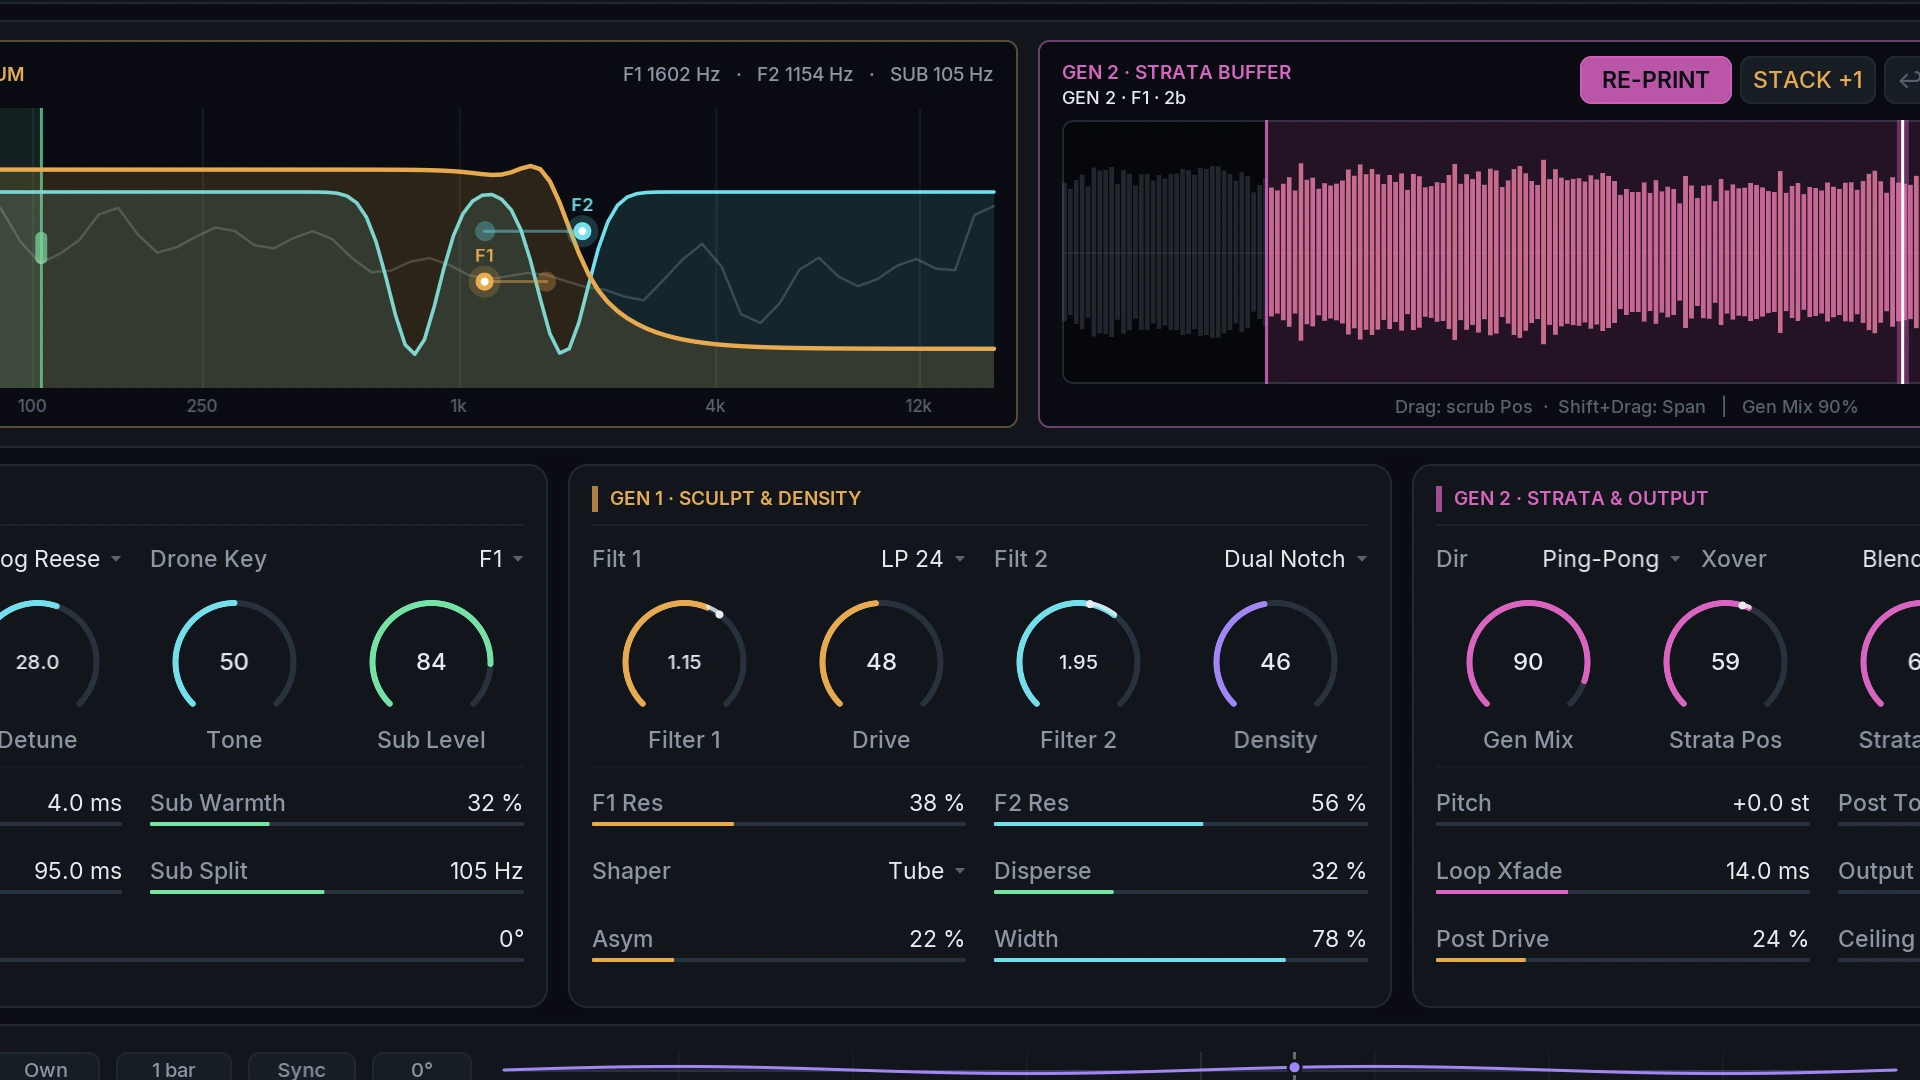 UM
F1 1602 Hz · F2 1154 Hz · SUB 105 Hz
F2
F1
100 250 1k 4k 12k
GEN 2 · STRATA BUFFER
GEN 2 · F1 · 2b
RE-PRINT STACK +1
Drag: scrub Pos · Shift+Drag: Span | Gen Mix 90%
og Reese Drone Key F1
28.0 50 84
Detune Tone Sub Level
4.0 ms Sub Warmth 32 %
95.0 ms Sub Split 105 Hz
0°
GEN 1 · SCULPT & DENSITY
Filt 1 LP 24 Filt 2 Dual Notch
1.15 48 1.95 46
Filter 1 Drive Filter 2 Density
F1 Res 38 % F2 Res 56 %
Shaper Tube Disperse 32 %
Asym 22 % Width 78 %
GEN 2 · STRATA & OUTPUT
Dir Ping-Pong Xover Blend
90 59 6
Gen Mix Strata Pos Strata
Pitch +0.0 st Post To
Loop Xfade 14.0 ms Output
Post Drive 24 % Ceiling
Own 1 bar Sync 0°